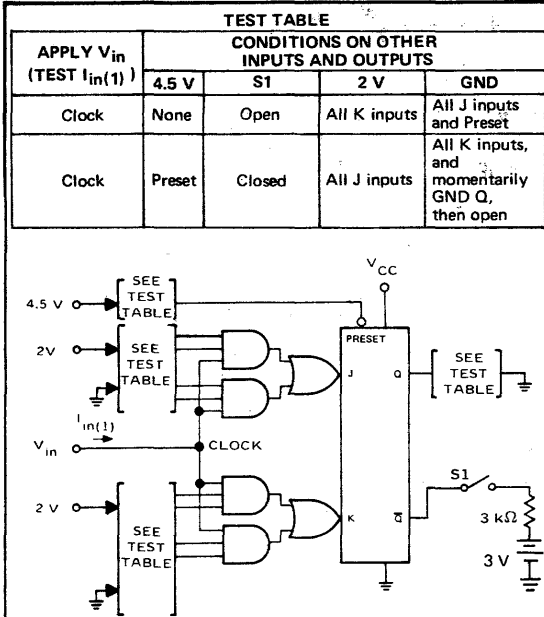 TEST TABLE
APPLY Vin (TEST Iin(1) )
CONDITIONS ON OTHER INPUTS AND OUTPUTS
4.5 V S1 2 V GND
Clock None Open All K inputs All J inputs and Preset
Clock Preset Closed All J inputs All K inputs, and momentarily GND Q, then open
VCC
4.5 V
[SEE TEST TABLE]
PRESET
2V
[SEE TEST TABLE]
J
Q
[SEE TEST TABLE]
Iin(1)
Vin
CLOCK
S1
2 V
[SEE TEST TABLE]
K
Q̅
3 kΩ
3 V